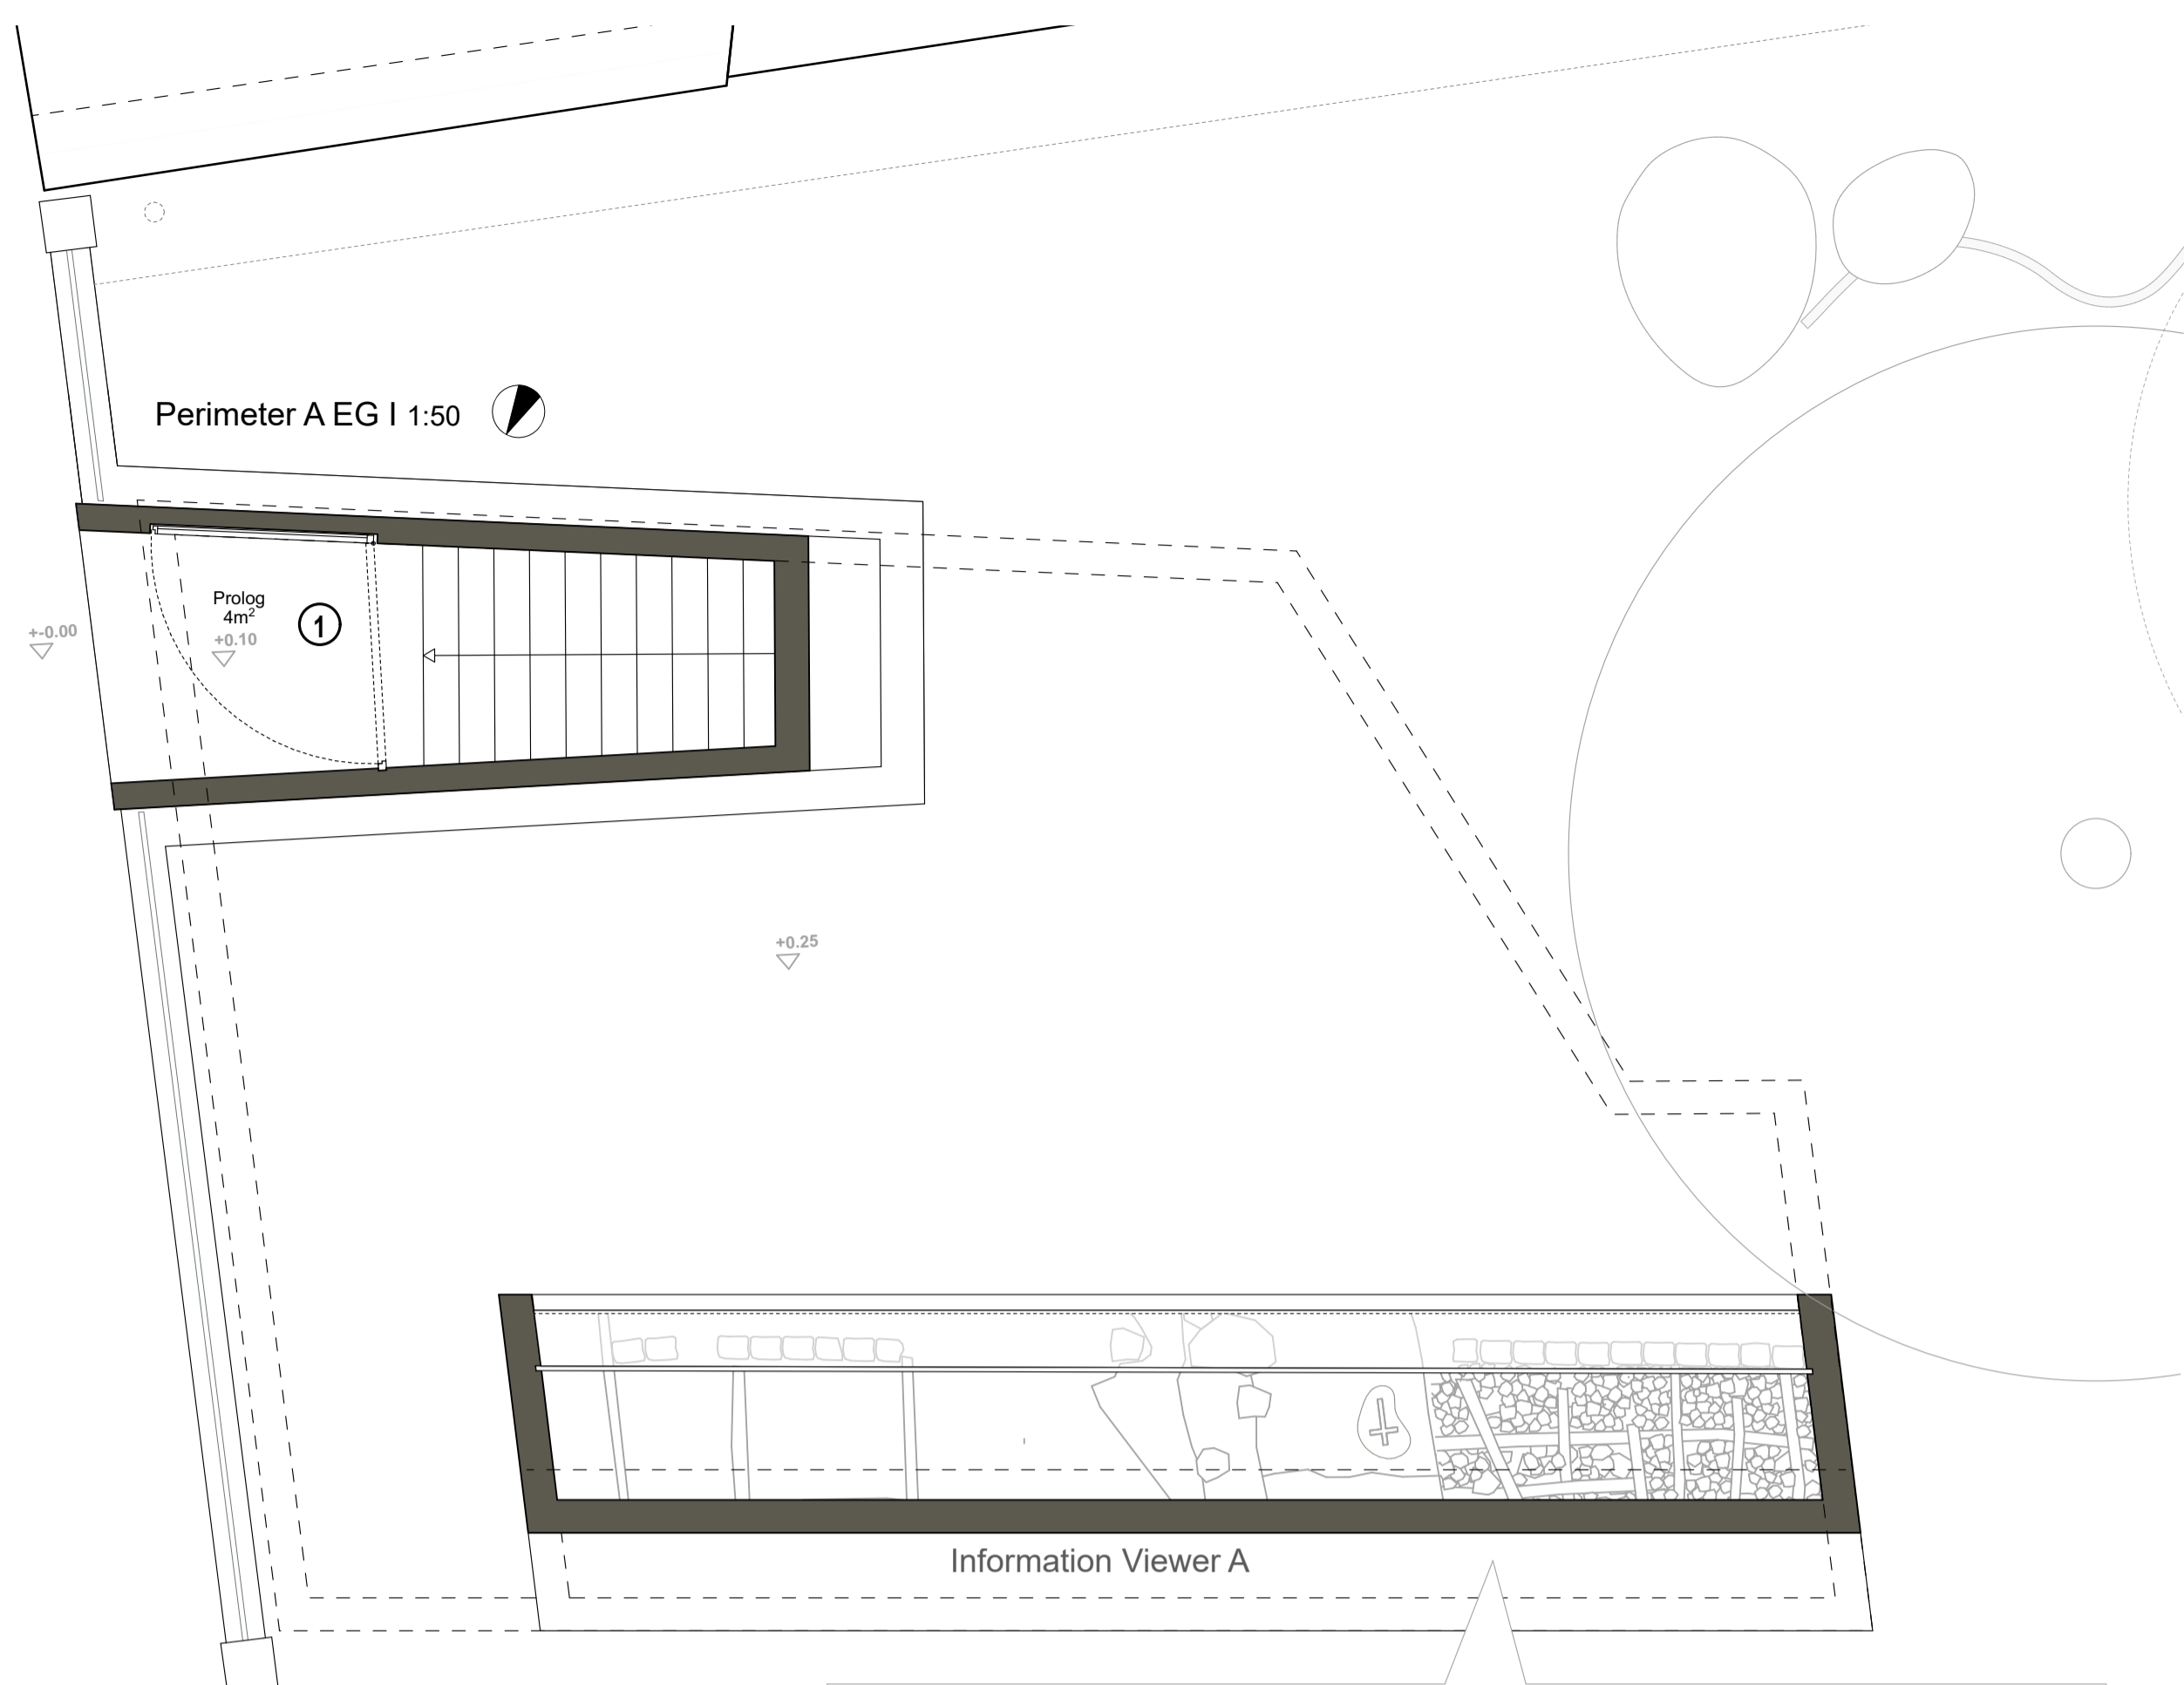 Perimeter A EG I 1:50
Prolog
4m²
1
+-0.00
+0.10
+0.25
Information Viewer A